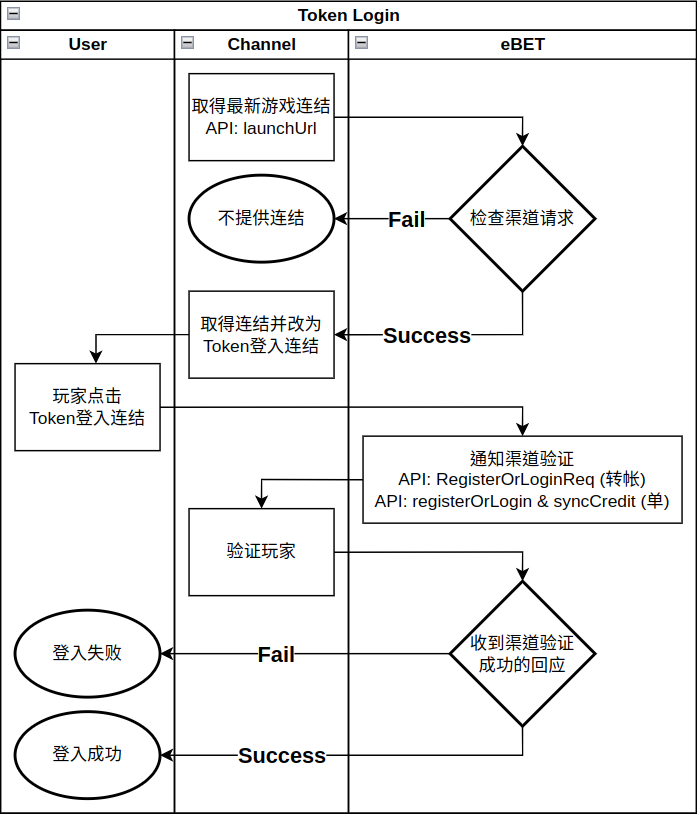 Token Login
User
Channel
eBET
取得最新游戏连结
API: launchUrl
检查渠道请求
Fail
不提供连结
Success
取得连结并改为
Token登入连结
玩家点击
Token登入连结
通知渠道验证
API: RegisterOrLoginReq (转帐)
API: registerOrLogin & syncCredit (单)
验证玩家
收到渠道验证
成功的回应
Fail
登入失败
Success
登入成功